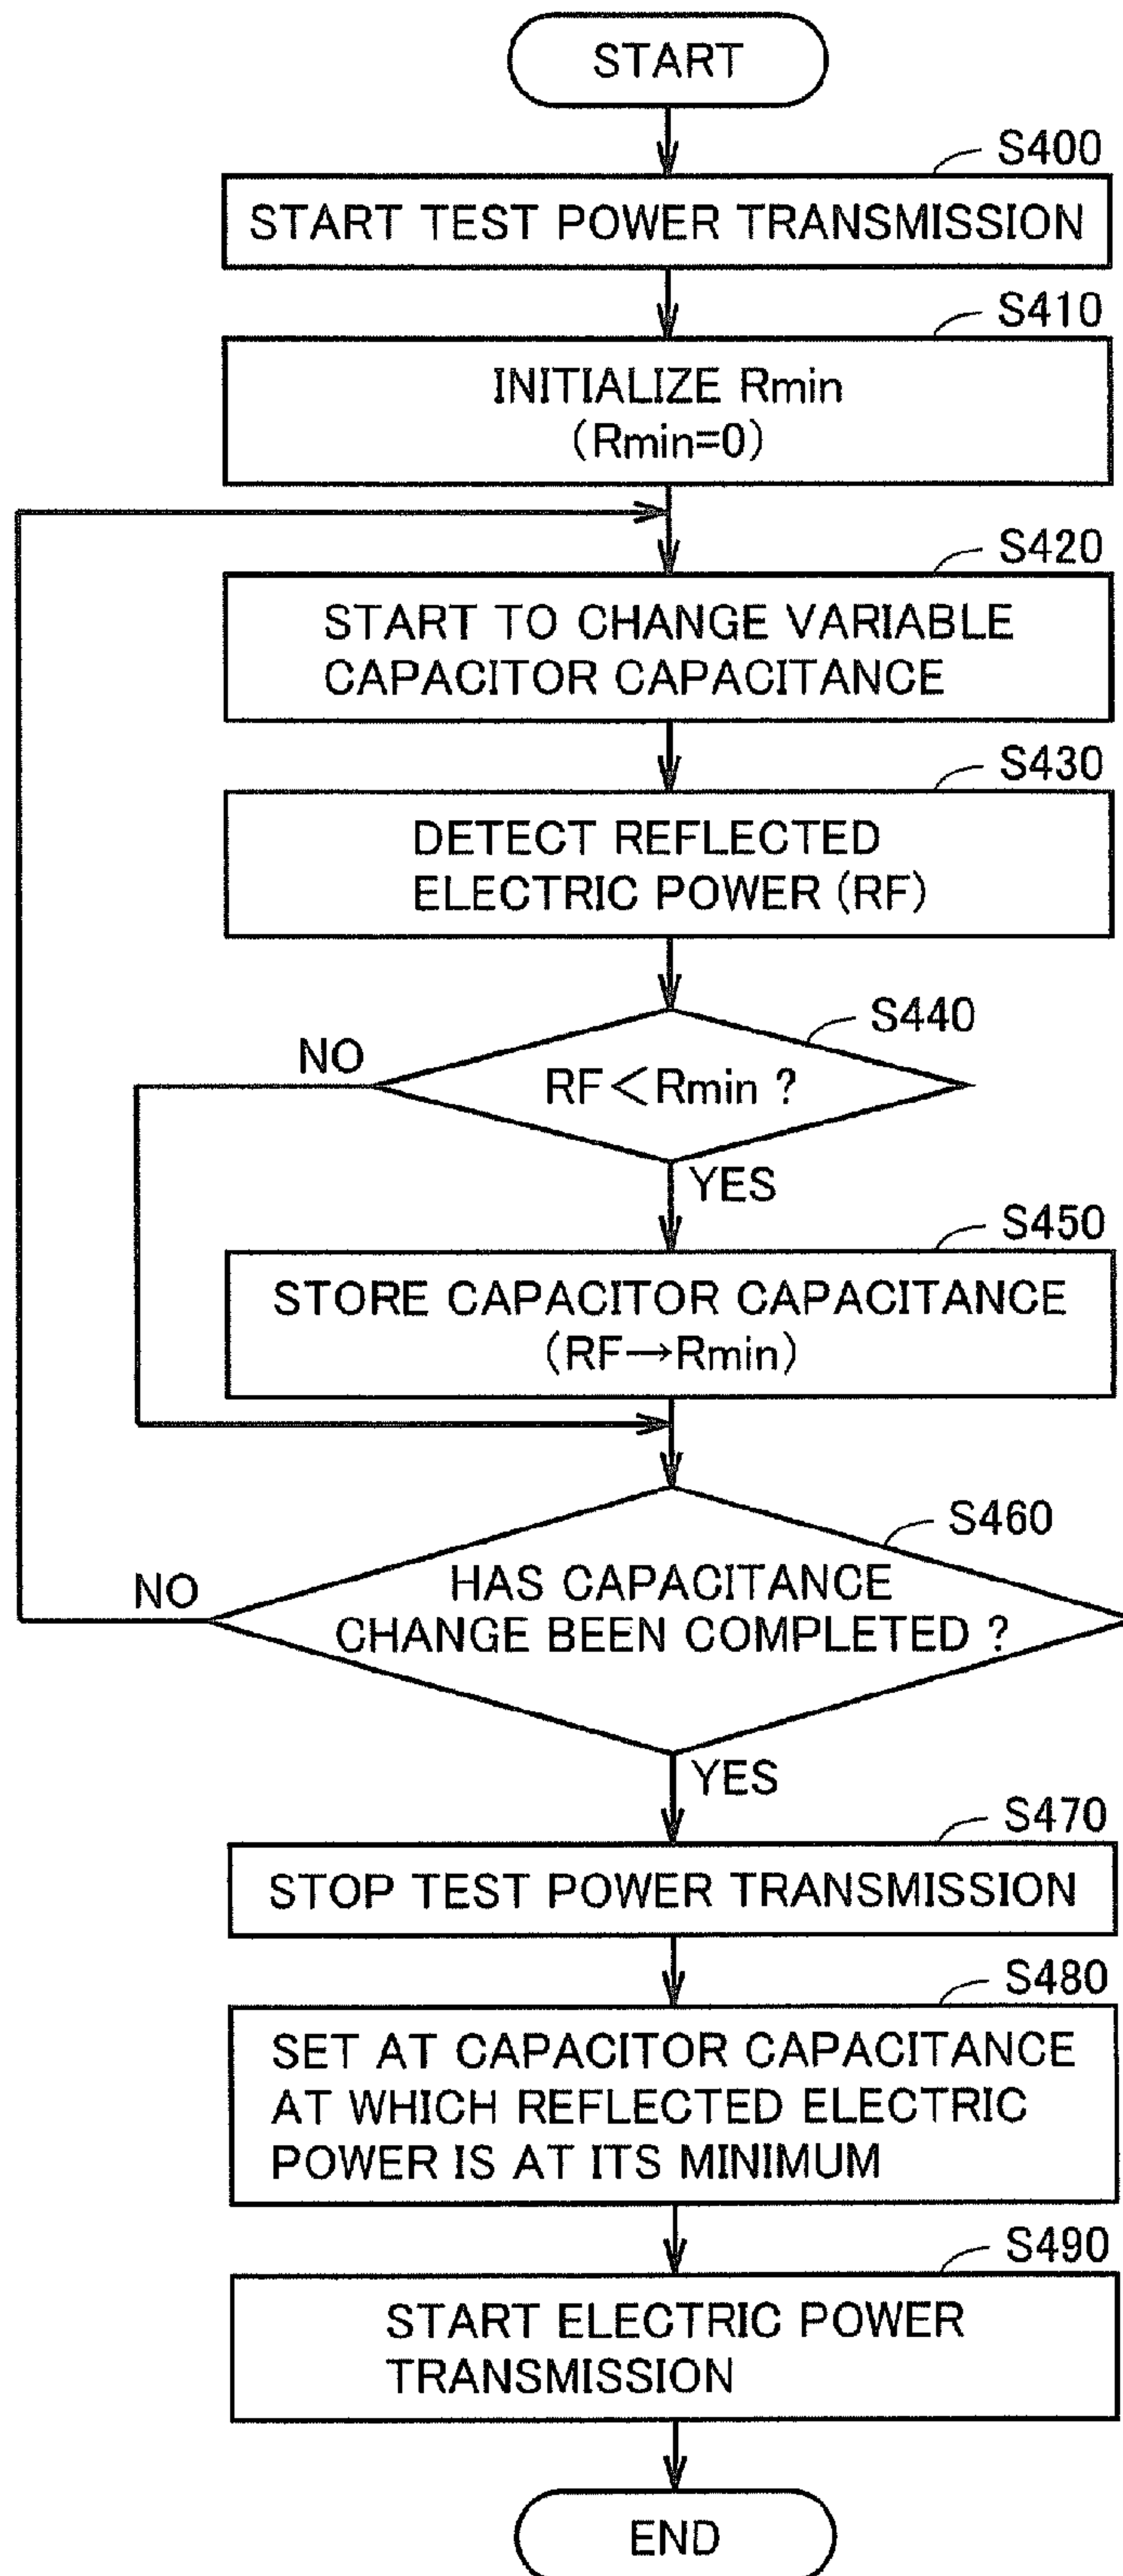 START
S400
START TEST POWER TRANSMISSION
S410
INITIALIZE Rmin
(Rmin=0)
S420
START TO CHANGE VARIABLE
CAPACITOR CAPACITANCE
S430
DETECT REFLECTED
ELECTRIC POWER (RF)
S440
NO
RF<Rmin ?
YES
S450
STORE CAPACITOR CAPACITANCE
(RF→Rmin)
S460
NO
HAS CAPACITANCE
CHANGE BEEN COMPLETED ?
YES
S470
STOP TEST POWER TRANSMISSION
S480
SET AT CAPACITOR CAPACITANCE
AT WHICH REFLECTED ELECTRIC
POWER IS AT ITS MINIMUM
S490
START ELECTRIC POWER
TRANSMISSION
END